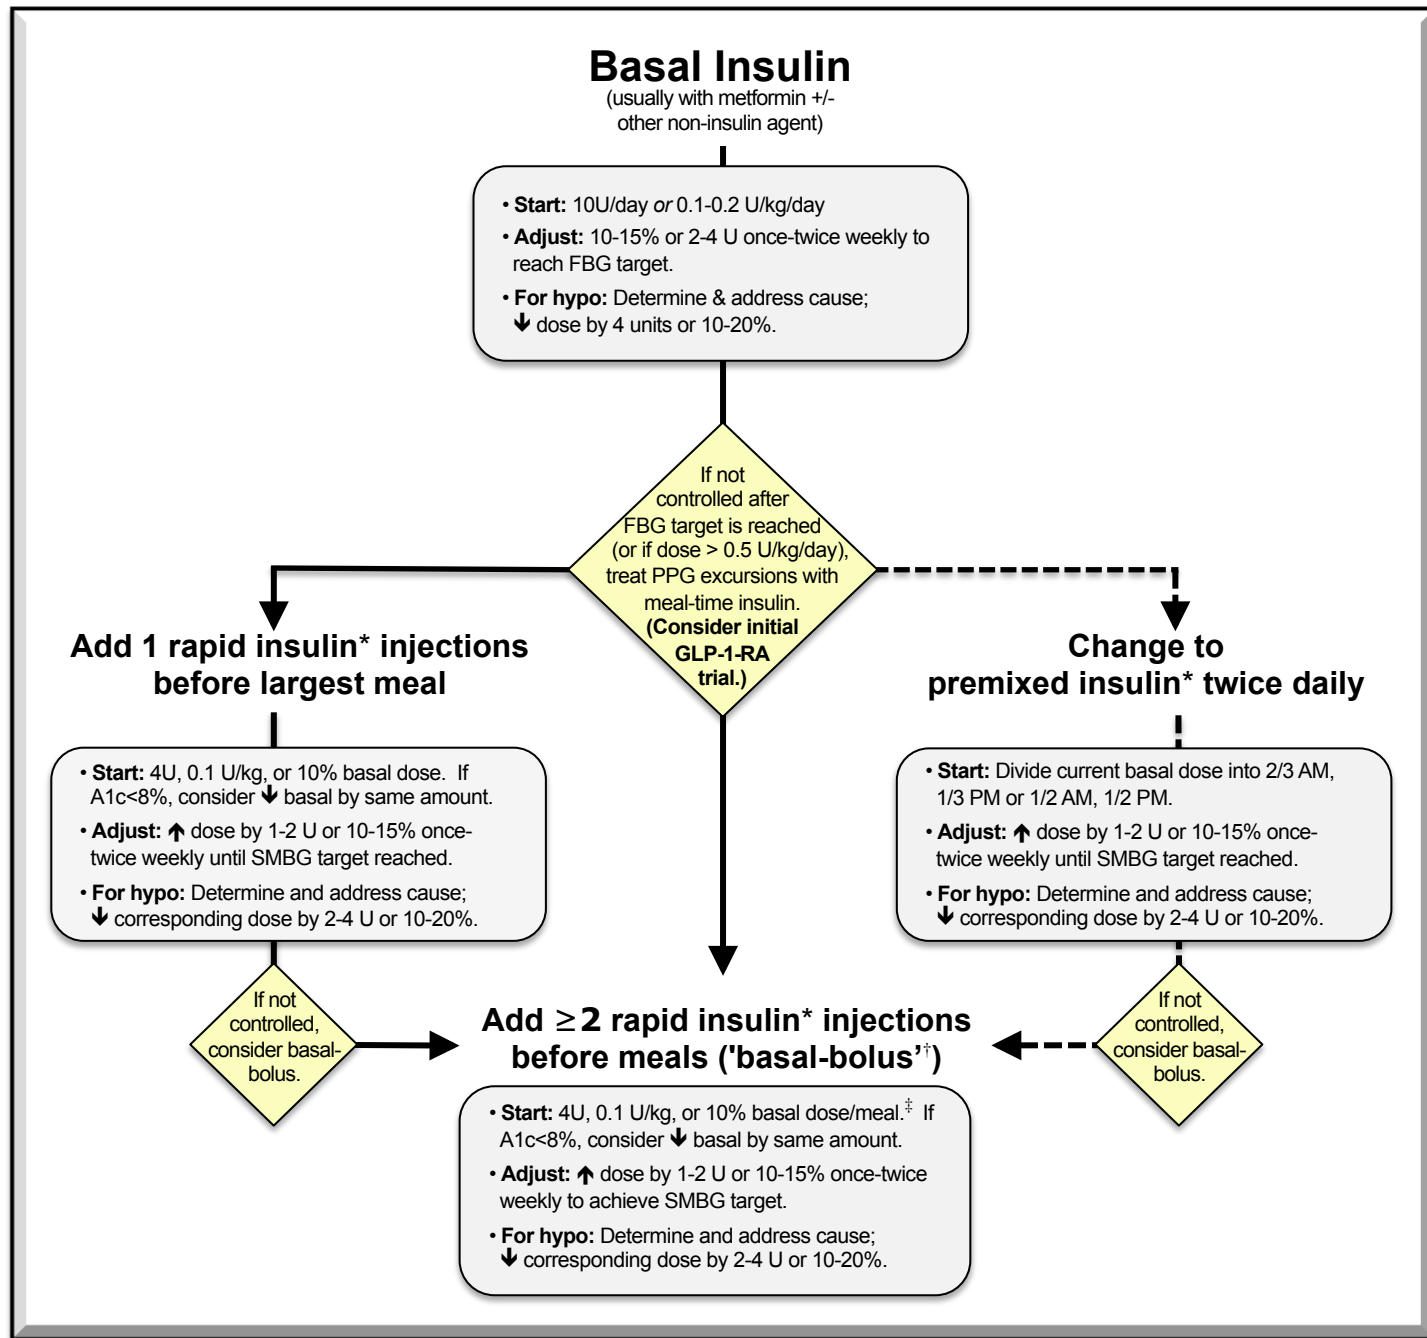 Basal Insulin
(usually with metformin +/-
other non-insulin agent)
• Start: 10U/day or 0.1-0.2 U/kg/day
• Adjust: 10-15% or 2-4 U once-twice weekly to
reach FBG target.
• For hypo: Determine & address cause;
🡻 dose by 4 units or 10-20%.
If not
controlled after
FBG target is reached
(or if dose > 0.5 U/kg/day),
treat PPG excursions with
meal-time insulin.
(Consider initial
GLP-1-RA
trial.)
Add 1 rapid insulin* injections
before largest meal
• Start: 4U, 0.1 U/kg, or 10% basal dose. If
A1c<8%, consider 🡻 basal by same amount.
• Adjust: 🡹 dose by 1-2 U or 10-15% once-
twice weekly until SMBG target reached.
• For hypo: Determine and address cause;
🡻 corresponding dose by 2-4 U or 10-20%.
If not
controlled,
consider basal-
bolus.
Change to
premixed insulin* twice daily
• Start: Divide current basal dose into 2/3 AM,
1/3 PM or 1/2 AM, 1/2 PM.
• Adjust: 🡹 dose by 1-2 U or 10-15% once-
twice weekly until SMBG target reached.
• For hypo: Determine and address cause;
🡻 corresponding dose by 2-4 U or 10-20%.
If not
controlled,
consider basal-
bolus.
Add ≥2 rapid insulin* injections
before meals ('basal-bolus’†)
• Start: 4U, 0.1 U/kg, or 10% basal dose/meal.‡ If
A1c<8%, consider 🡻 basal by same amount.
• Adjust: 🡹 dose by 1-2 U or 10-15% once-twice
weekly to achieve SMBG target.
• For hypo: Determine and address cause;
🡻 corresponding dose by 2-4 U or 10-20%.